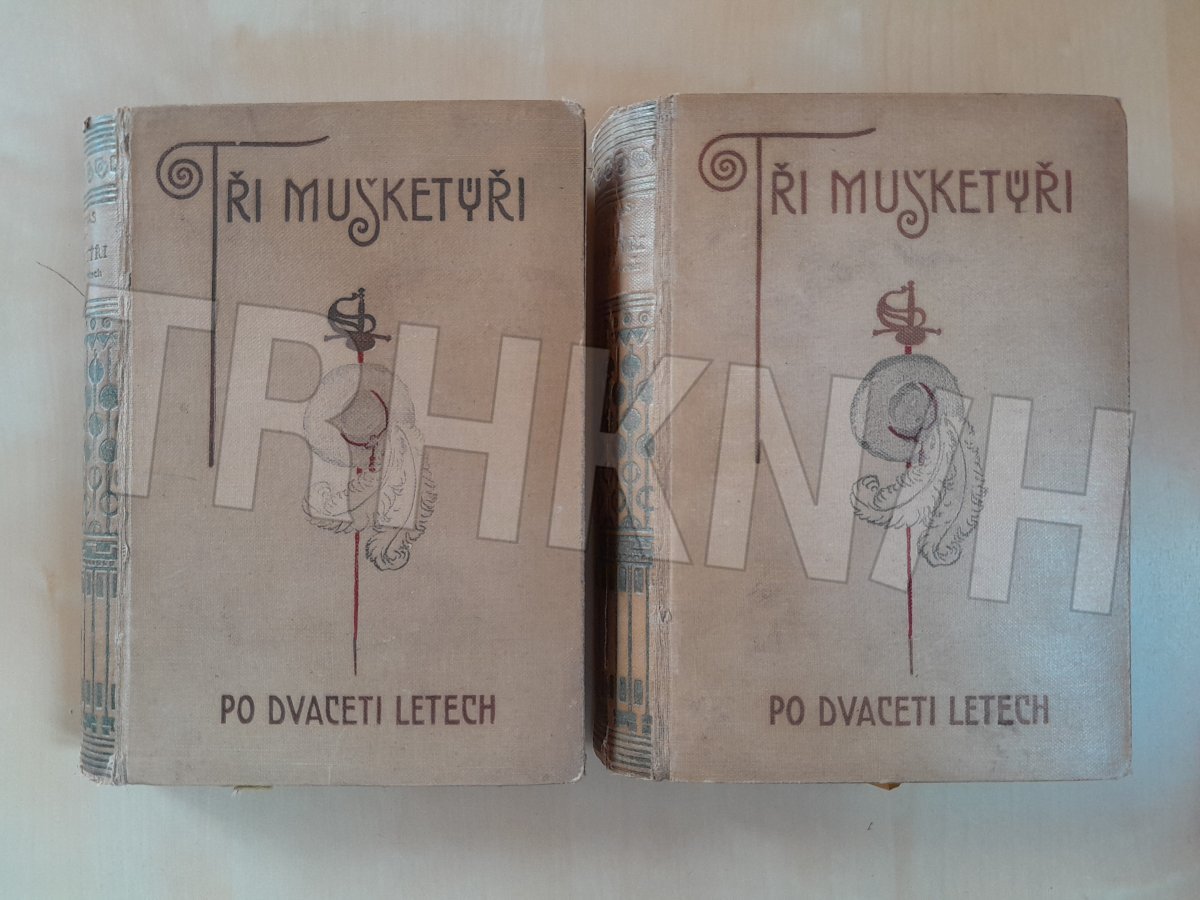 TŘI MUŠKETÝŘI
PO DVACETI LETECH
TŘI MUŠKETÝŘI
PO DVACETI LETECH
TRHKNIH